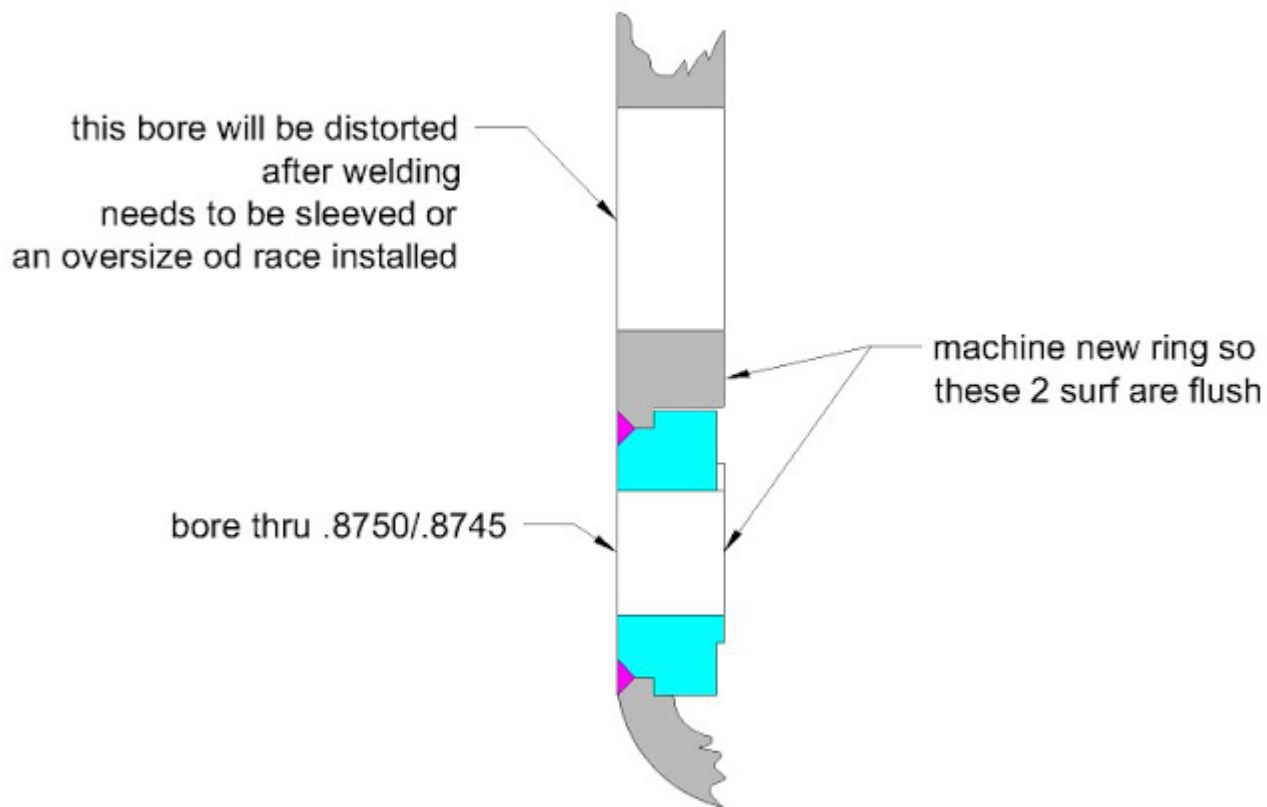 this bore will be distorted
after welding
needs to be sleeved or
an oversize od race installed
machine new ring so
these 2 surf are flush
bore thru .8750/.8745